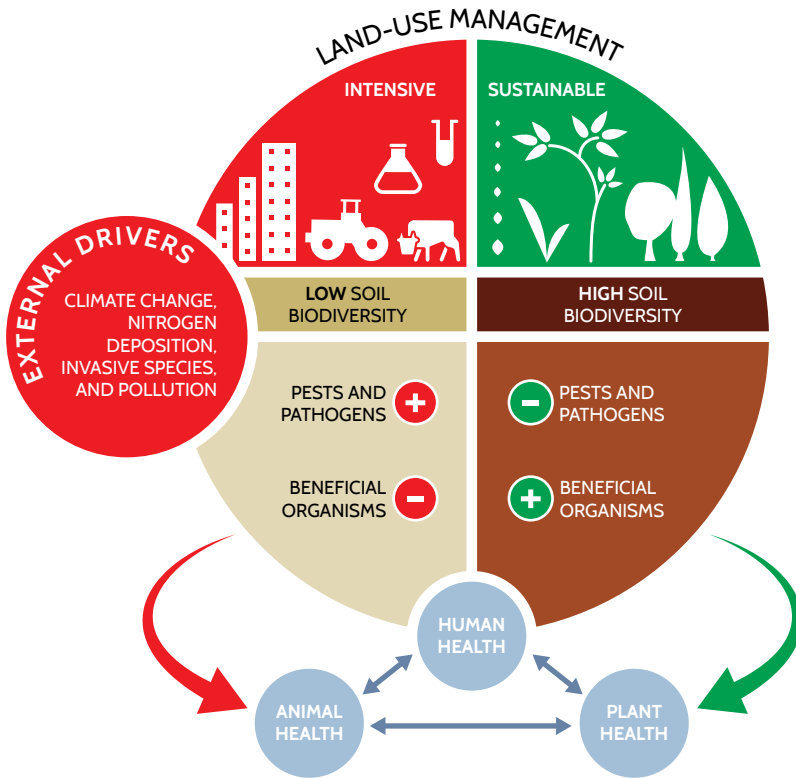 LAND-USE MANAGEMENT
INTENSIVE
SUSTAINABLE
EXTERNAL DRIVERS
CLIMATE CHANGE,
NITROGEN
DEPOSITION,
INVASIVE SPECIES,
AND POLLUTION
LOW SOIL
BIODIVERSITY
HIGH SOIL
BIODIVERSITY
PESTS AND
PATHOGENS
+
-
PESTS AND
PATHOGENS
BENEFICIAL
ORGANISMS
-
+
BENEFICIAL
ORGANISMS
HUMAN
HEALTH
ANIMAL
HEALTH
PLANT
HEALTH